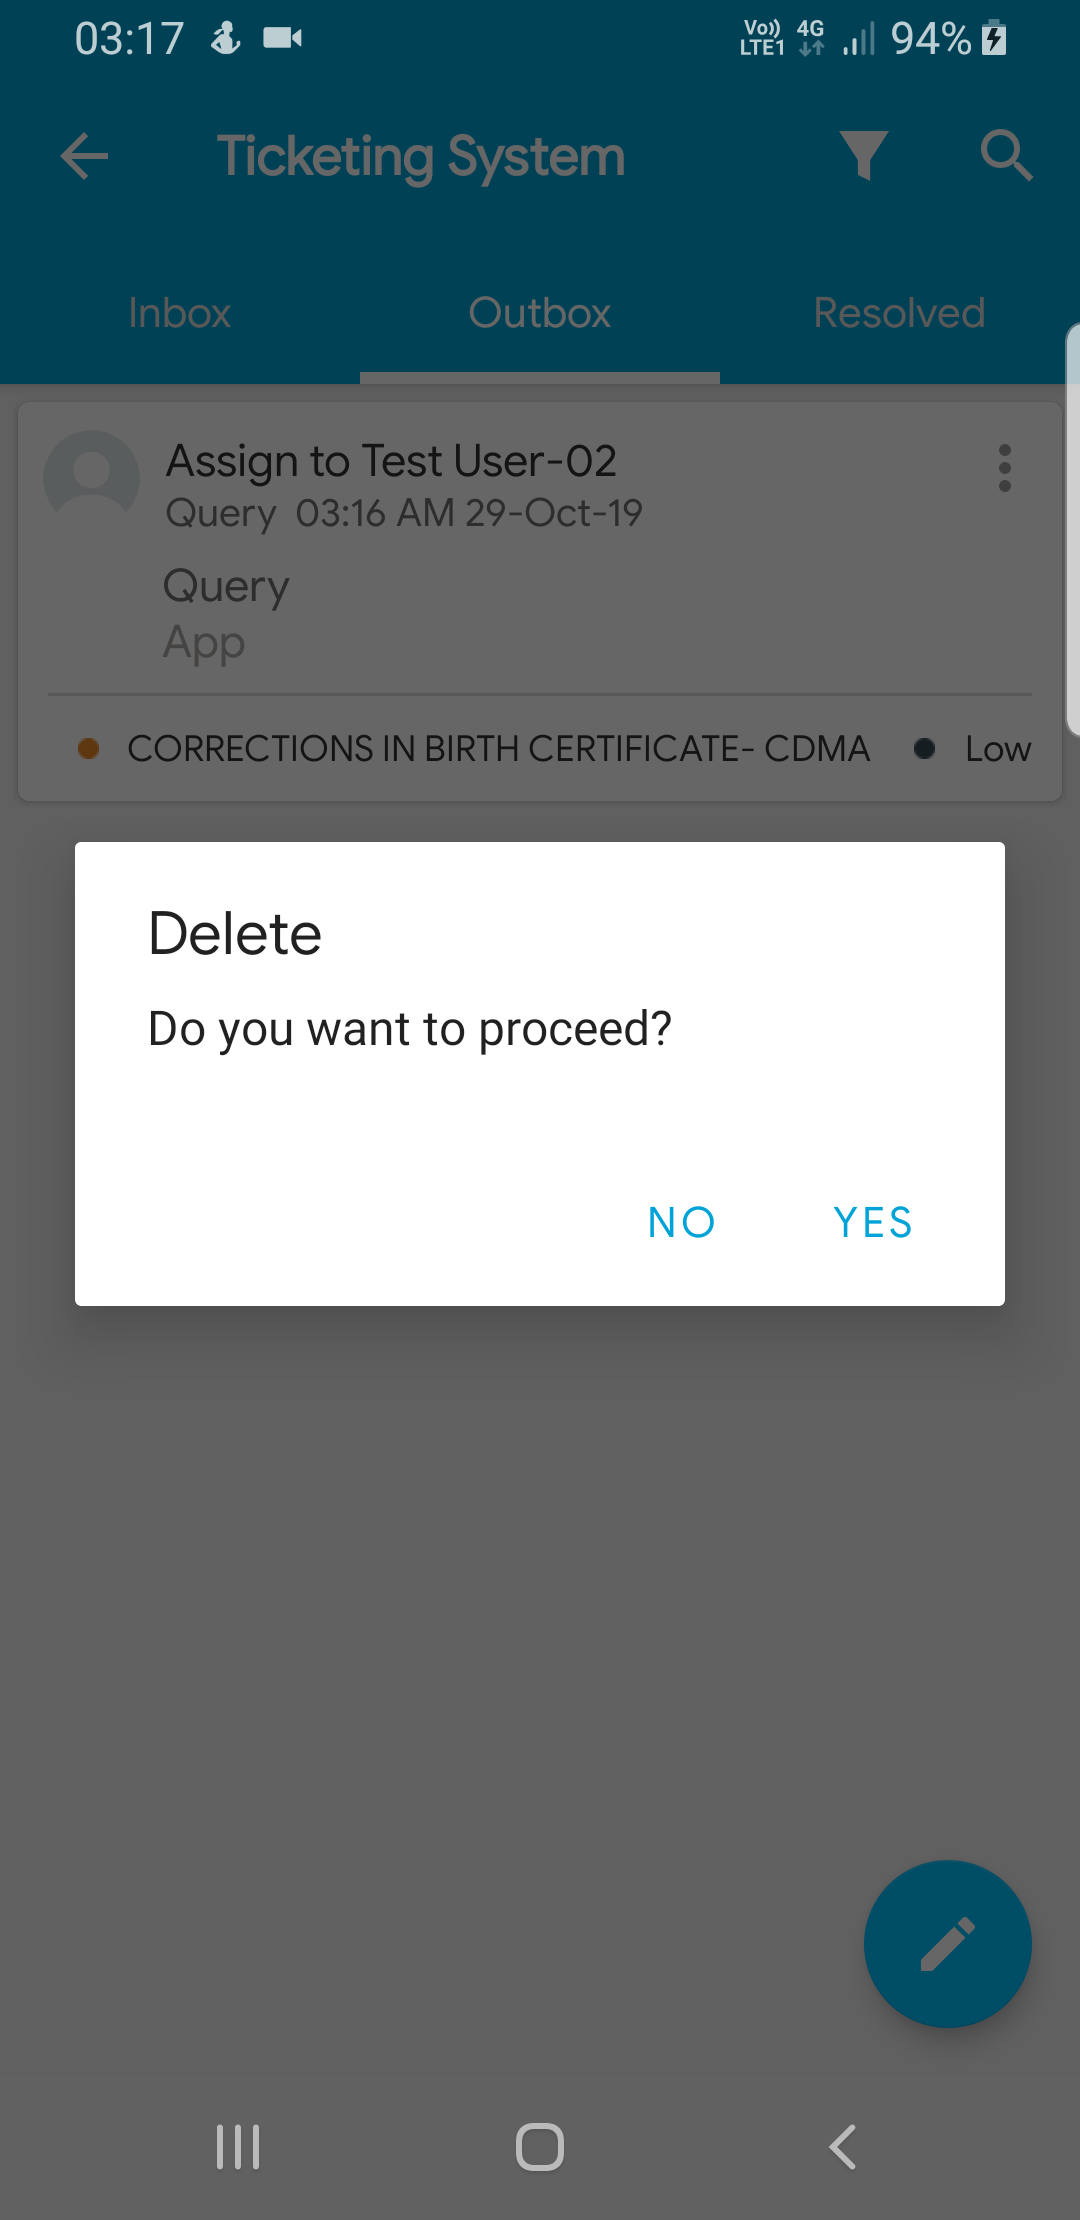 03:17 Vo)) LTE1 4G 94%
Ticketing System
Inbox Outbox Resolved
Assign to Test User-02
Query 03:16 AM 29-Oct-19
Query
App
CORRECTIONS IN BIRTH CERTIFICATE- CDMA Low
Delete
Do you want to proceed?
NO YES